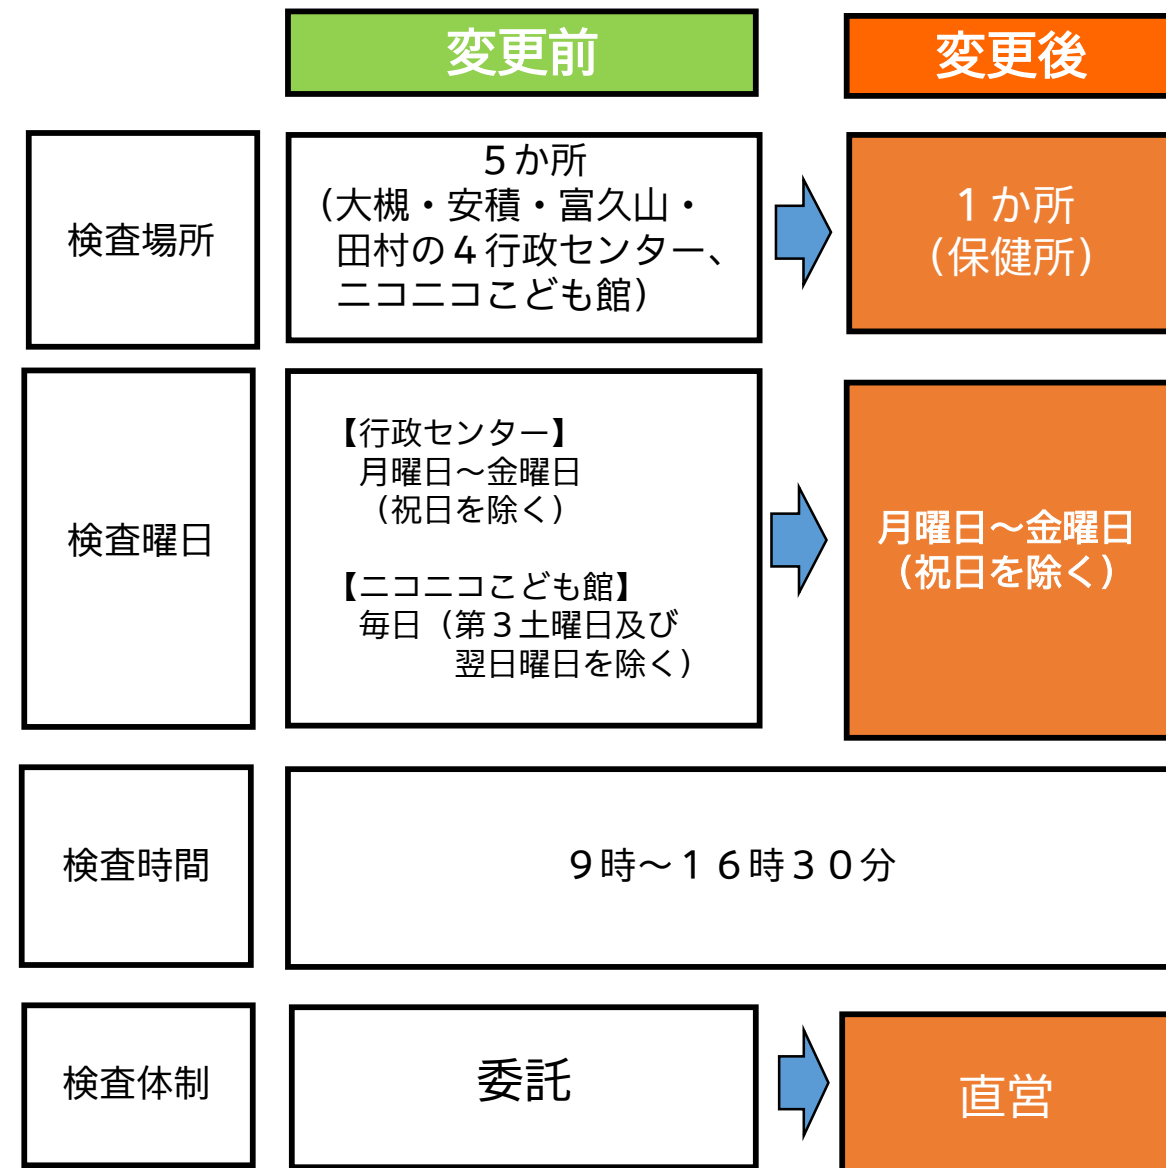 変更前
変更後
検査場所
５か所
（大槻・安積・富久山・
田村の４行政センター、
ニコニコこども館）
１か所
（保健所）
検査曜日
【行政センター】
月曜日～金曜日
（祝日を除く）
【ニコニコこども館】
毎日（第３土曜日及び
翌日曜日を除く）
月曜日～金曜日
（祝日を除く）
検査時間
９時～１６時３０分
検査体制
委託
直営